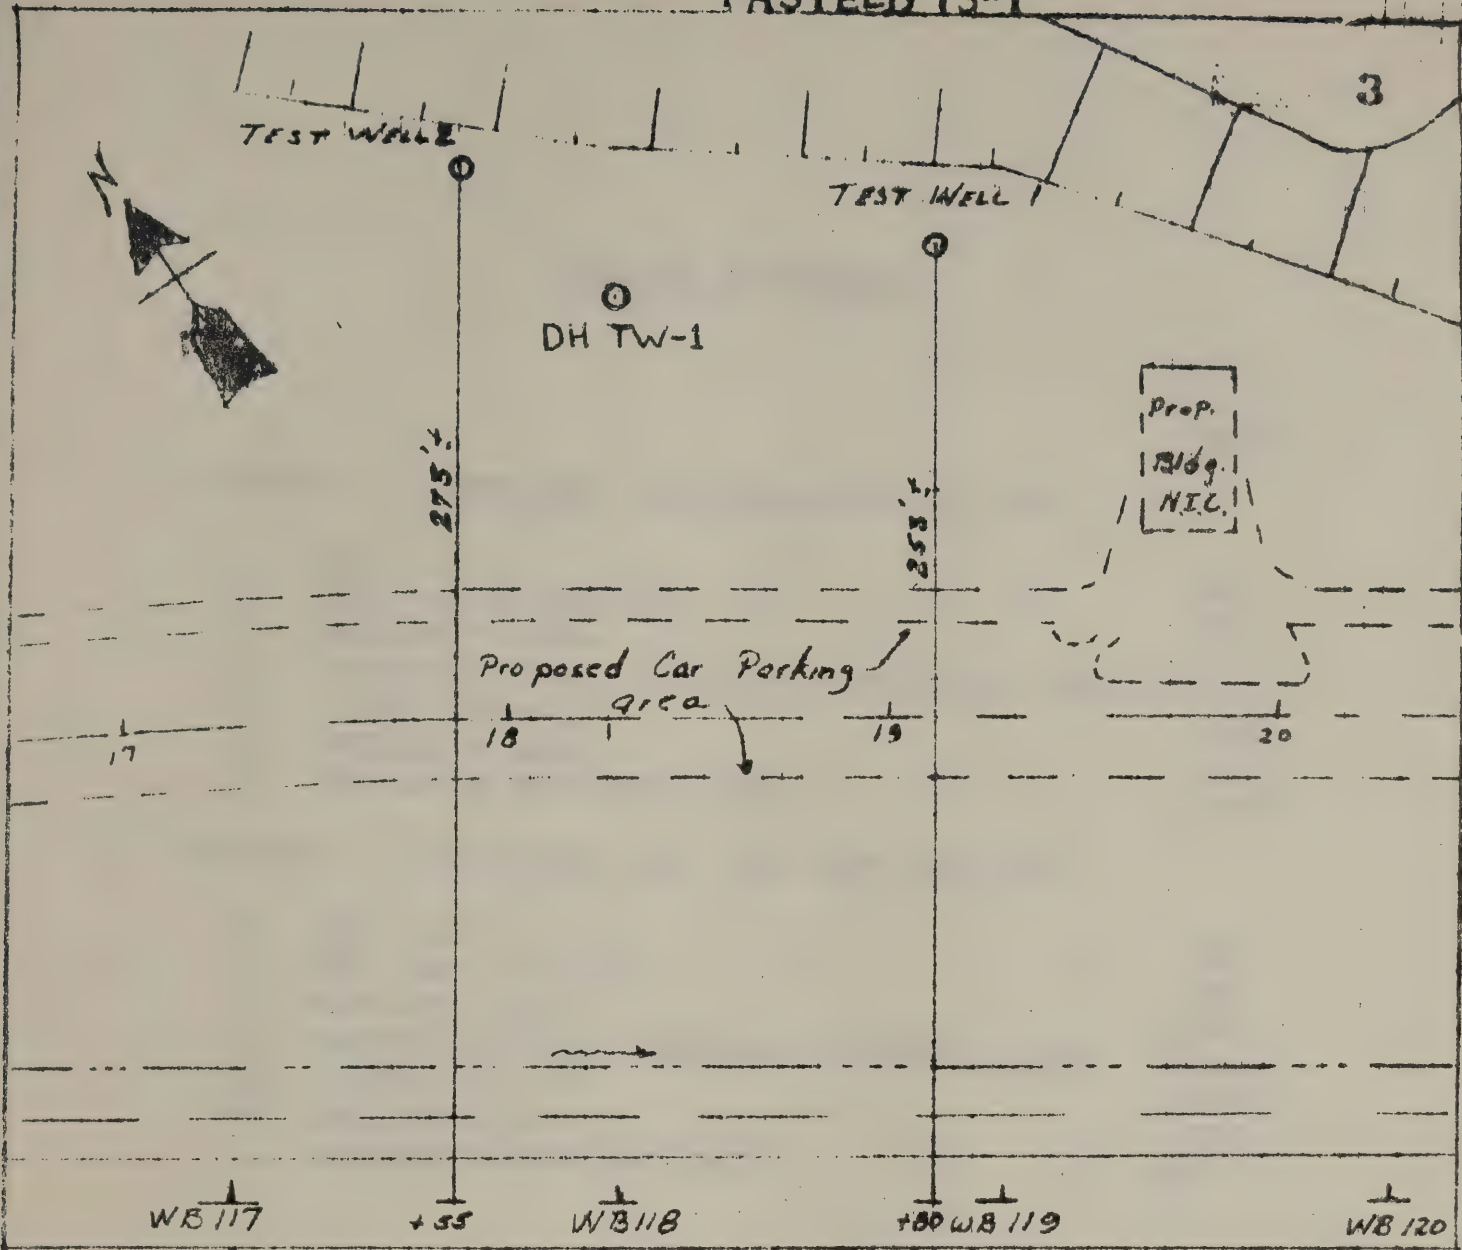 3
TEST WELL 2
N
TEST WELL 1
DH TW-1
Prop.
Bldg.
N.I.C.
275'±
253'±
Proposed Car Parking
area
17
18
19
20
WB 117
+55
WB 118
+80
WB 119
WB 120